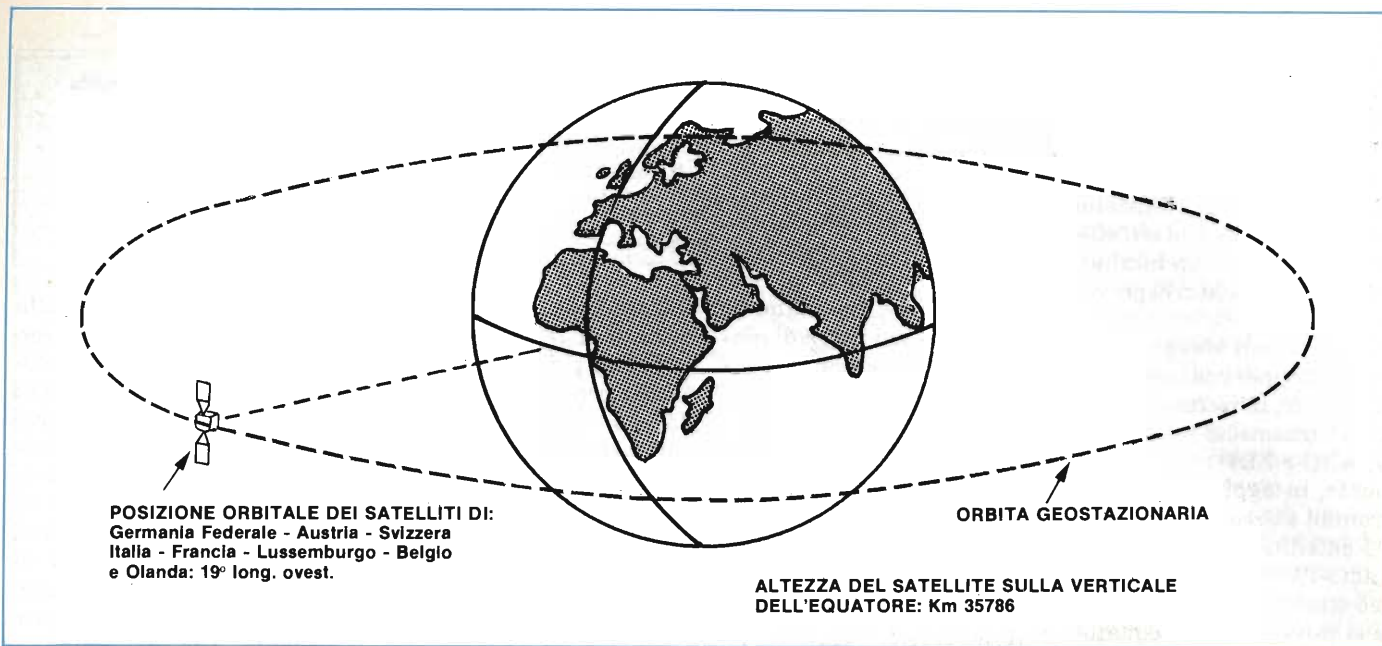 POSIZIONE ORBITALE DEI SATELLITI DI:
Germania Federale - Austria - Svizzera
Italia - Francia - Lussemburgo - Belgio
e Olanda: 19° long. ovest.
ORBITA GEOSTAZIONARIA
ALTEZZA DEL SATELLITE SULLA VERTICALE
DELL'EQUATORE: Km 35786